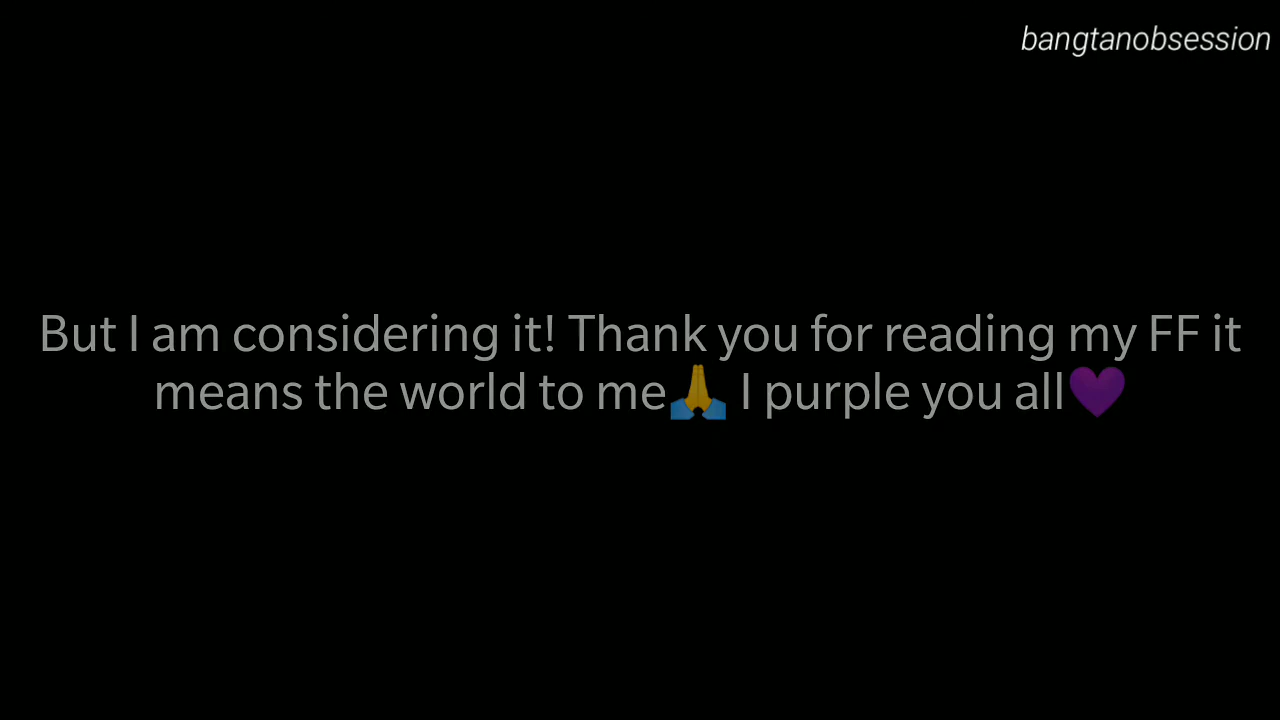 bangtanobsession
But I am considering it! Thank you for reading my FF it
means the world to me🙏 I purple you all💜